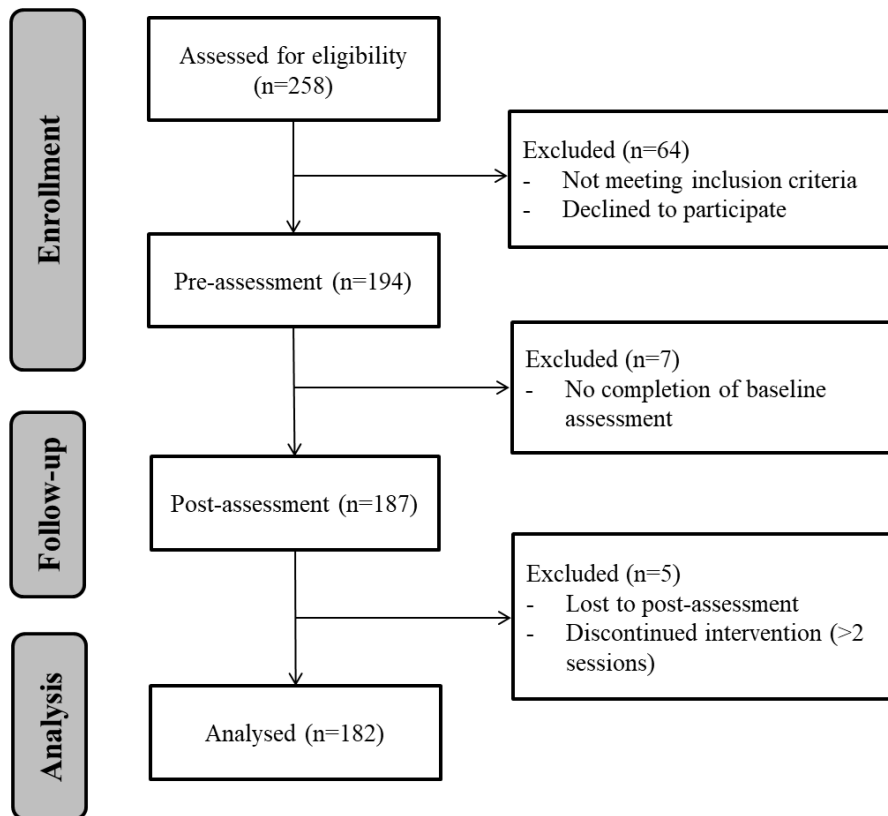 Enrollment
Assessed for eligibility
(n=258)
Excluded (n=64)
- Not meeting inclusion criteria
- Declined to participate
Pre-assessment (n=194)
Excluded (n=7)
- No completion of baseline
assessment
Follow-up
Post-assessment (n=187)
Excluded (n=5)
- Lost to post-assessment
- Discontinued intervention (>2
sessions)
Analysis
Analysed (n=182)